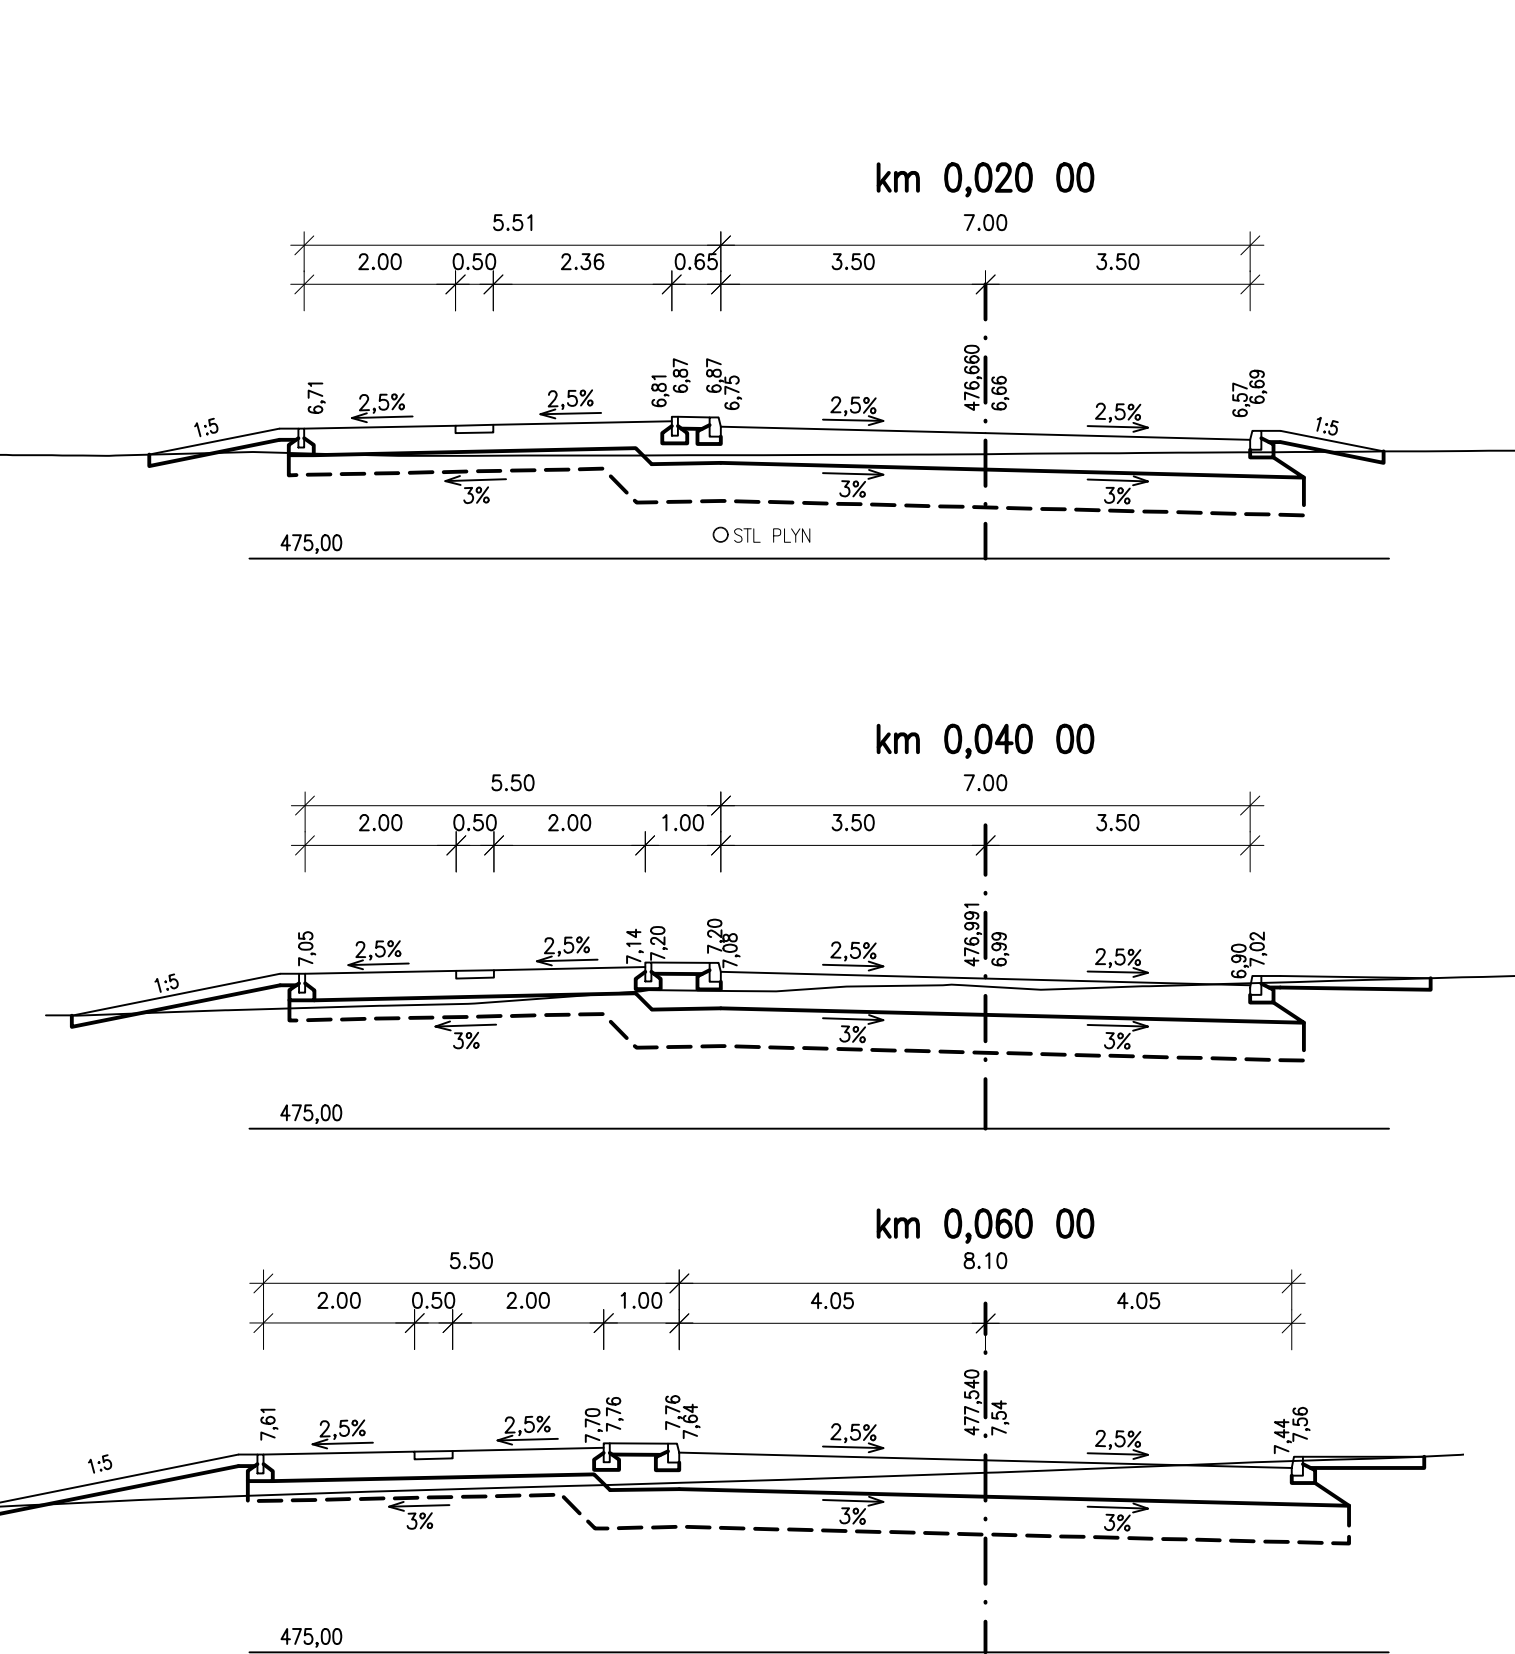 km 0,020 00
5.51 7.00
2.00 0.50 2.36 0.65 3.50 3.50
6,71 6,81 6,87 6,87 6,75 476,660 6,66 6,57 6,69
1:5 2,5% 2,5% 2,5% 2,5% 1:5
3% 3% 3%
STL PLYN
475,00
km 0,040 00
5.50 7.00
2.00 0.50 2.00 1.00 3.50 3.50
7,05 7,14 7,20 7,20 7,08 476,991 6,99 6,90 7,02
1:5 2,5% 2,5% 2,5% 2,5%
3% 3% 3%
475,00
km 0,060 00
5.50 8.10
2.00 0.50 2.00 1.00 4.05 4.05
7,61 7,70 7,76 7,76 7,64 477,540 7,54 7,44 7,56
1:5 2,5% 2,5% 2,5% 2,5%
3% 3% 3%
475,00